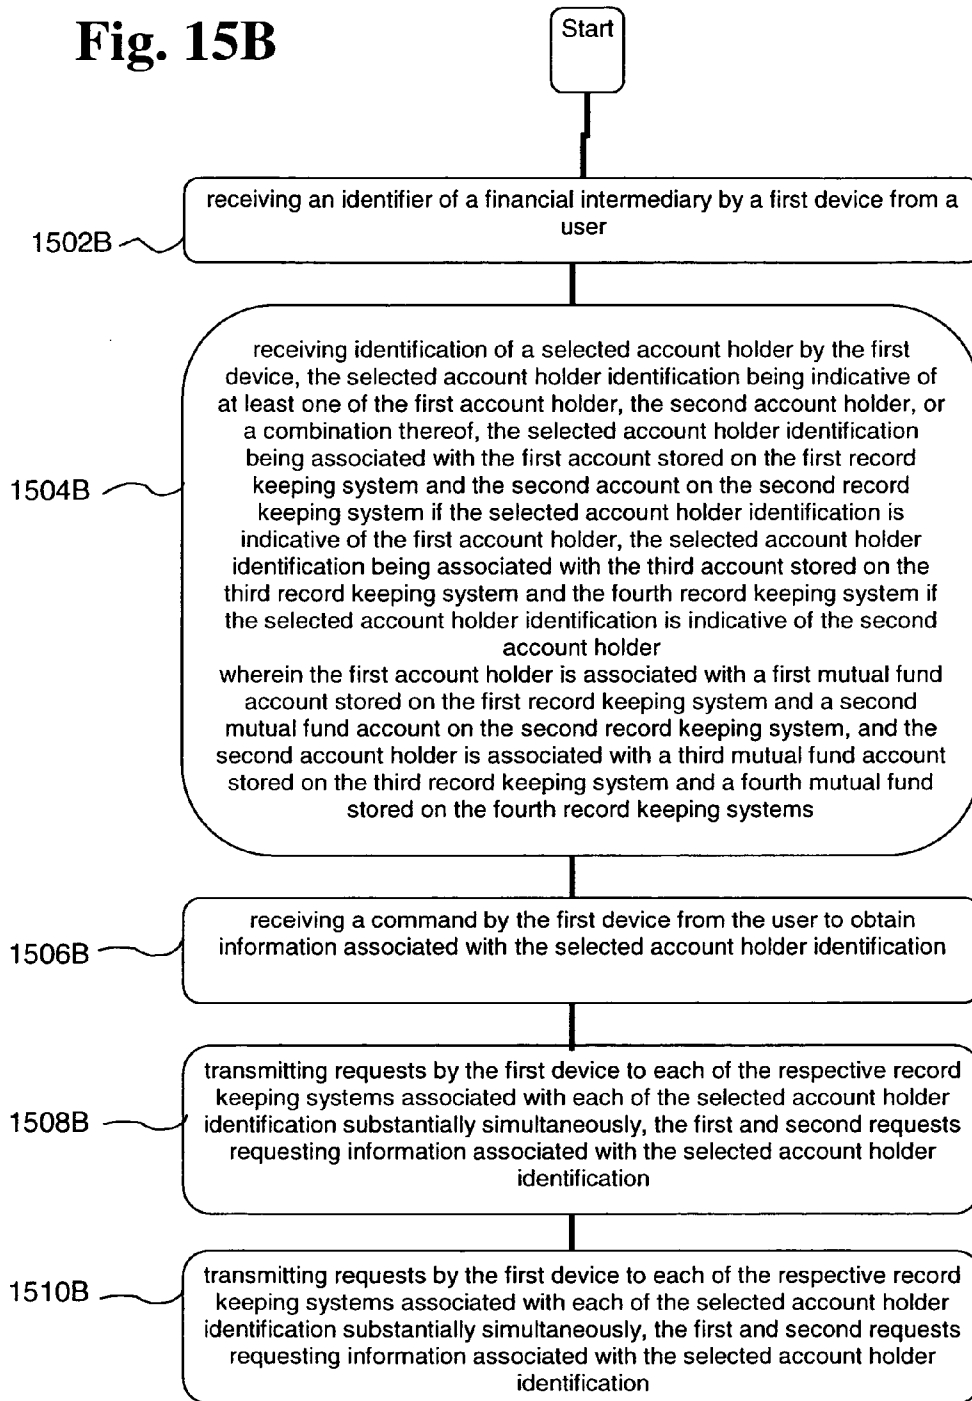 Fig. 15B
Start
receiving an identifier of a financial intermediary by a first device from a
user
1502B
receiving identification of a selected account holder by the first
device, the selected account holder identification being indicative of
at least one of the first account holder, the second account holder, or
a combination thereof, the selected account holder identification
being associated with the first account stored on the first record
keeping system and the second account on the second record
keeping system if the selected account holder identification is
indicative of the first account holder, the selected account holder
identification being associated with the third account stored on the
third record keeping system and the fourth record keeping system if
the selected account holder identification is indicative of the second
account holder
wherein the first account holder is associated with a first mutual fund
account stored on the first record keeping system and a second
mutual fund account on the second record keeping system, and the
second account holder is associated with a third mutual fund account
stored on the third record keeping system and a fourth mutual fund
stored on the fourth record keeping systems
1504B
receiving a command by the first device from the user to obtain
information associated with the selected account holder identification
1506B
transmitting requests by the first device to each of the respective record
keeping systems associated with each of the selected account holder
identification substantially simultaneously, the first and second requests
requesting information associated with the selected account holder
identification
1508B
transmitting requests by the first device to each of the respective record
keeping systems associated with each of the selected account holder
identification substantially simultaneously, the first and second requests
requesting information associated with the selected account holder
identification
1510B